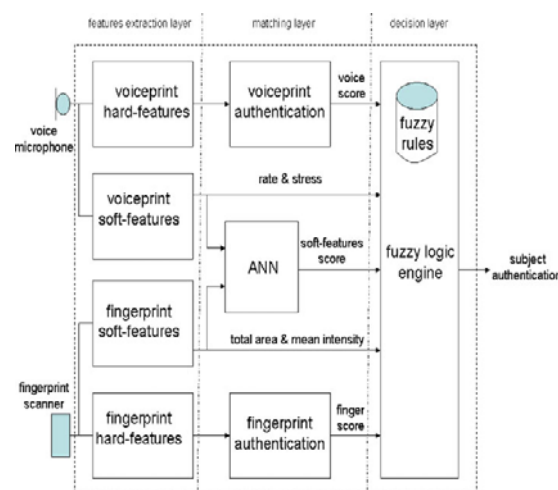 features extraction layer
matching layer
decision layer
voiceprint
hard-features
voiceprint
authentication
voice
score
fuzzy
rules
voice
microphone
voiceprint
soft-features
rate & stress
ANN
soft-features
score
fuzzy logic
engine
subject
authentication
fingerprint
soft-features
total area & mean intensity
fingerprint
scanner
fingerprint
hard-features
fingerprint
authentication
finger
score